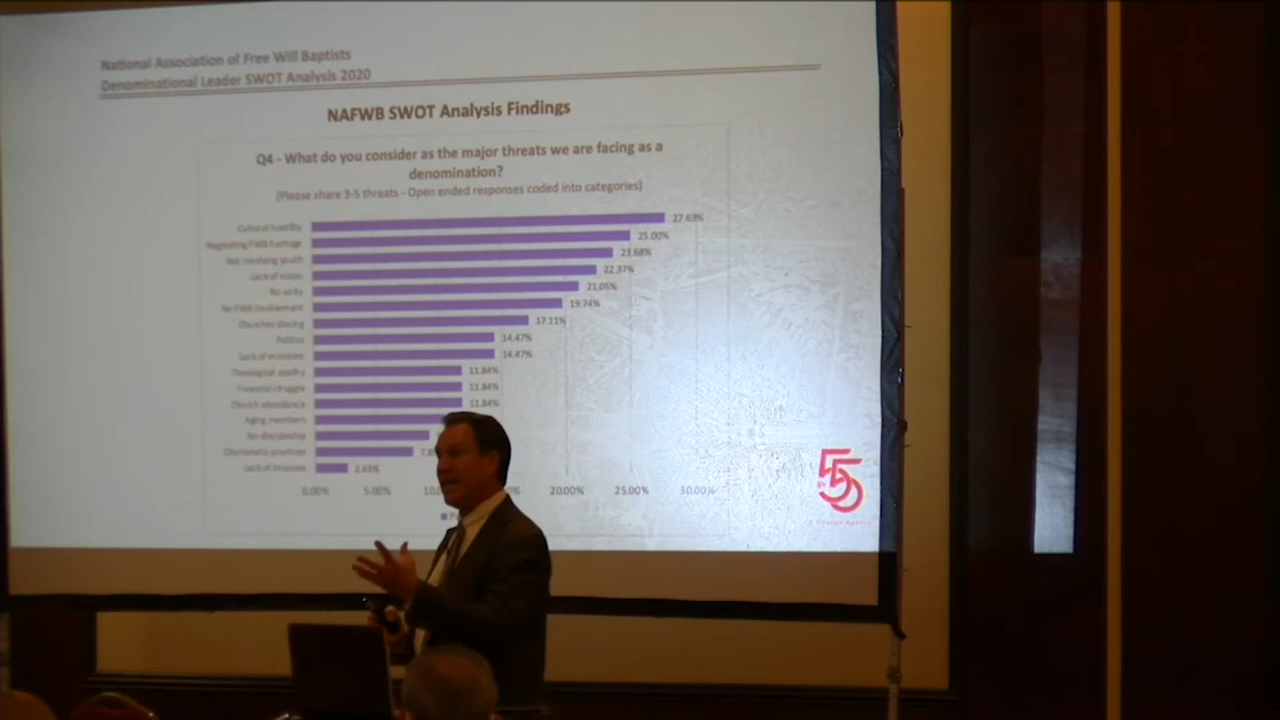 National Association of Free Will Baptists
Denominational Leader SWOT Analysis 2020
NAFWB SWOT Analysis Findings
Q4 - What do you consider as the major threats we are facing as a
denomination?
(Please share 3-5 threats - Open ended responses coded into categories)
Cultural hostility 27.63%
Neglecting FWB heritage 25.00%
Not involving youth 23.68%
Lack of vision 22.37%
No unity 21.05%
No FWB involvement 19.74%
Churches closing 17.11%
Politics 14.47%
Lack of ministers 14.47%
Theological apathy 11.84%
Financial struggle 11.84%
Church attendance 11.84%
Aging members
No discipleship
practices 7.8
Lack of missions 2.63%
0.00% 5.00% 10. 0% 20.00% 25.00% 30.00%
55